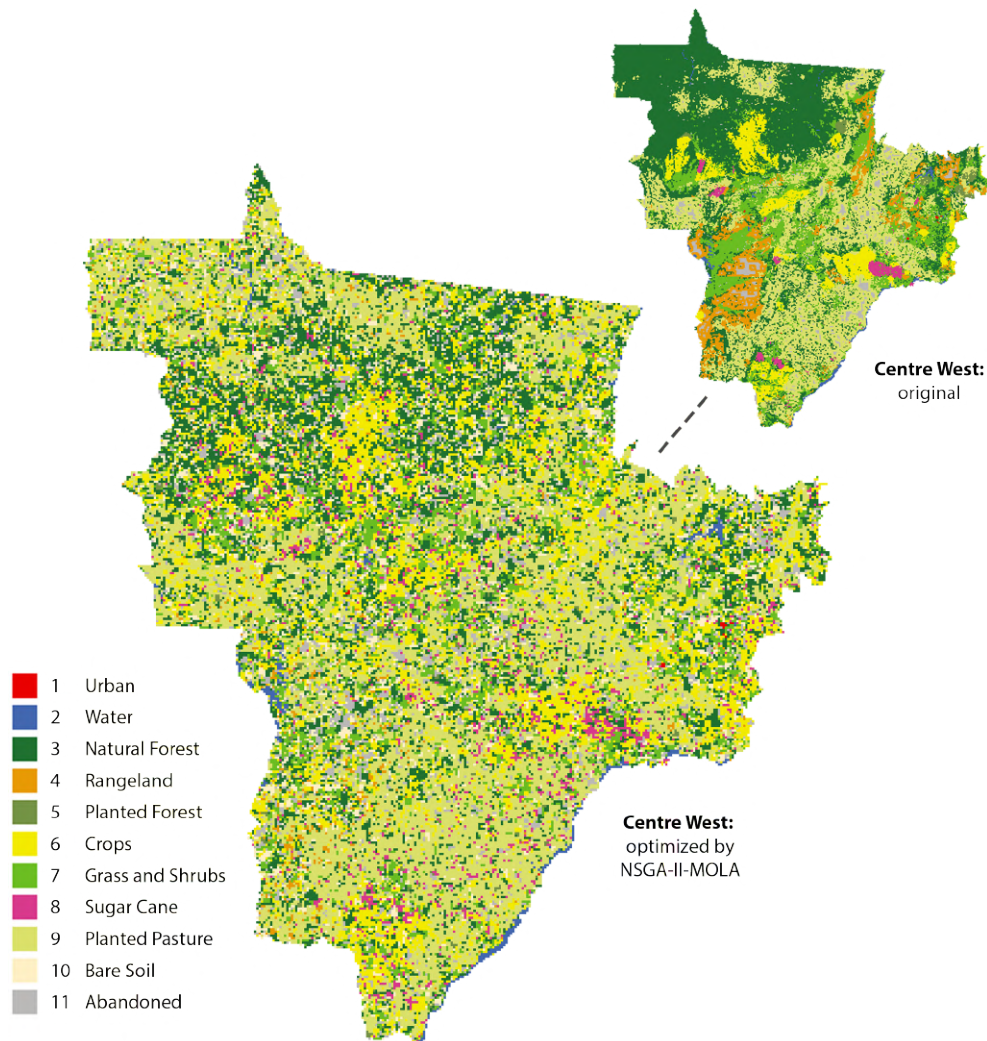 Centre West:
original
1 Urban
2 Water
3 Natural Forest
4 Rangeland
5 Planted Forest
6 Crops
7 Grass and Shrubs
8 Sugar Cane
9 Planted Pasture
10 Bare Soil
11 Abandoned
Centre West:
optimized by
NSGA-II-MOLA